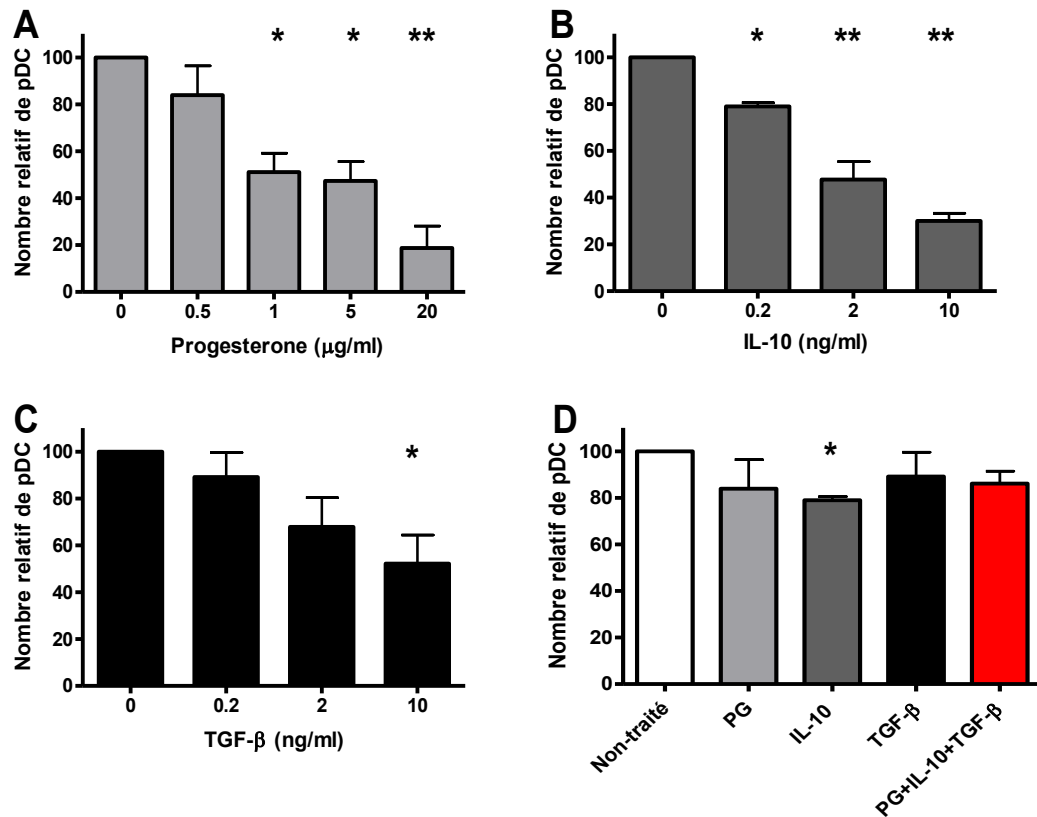 A
Nombre relatif de pDC
100
80
60
40
20
0
* * **
0 0.5 1 5 20
Progesterone (μg/ml)
B
Nombre relatif de pDC
100
80
60
40
20
0
* ** **
0 0.2 2 10
IL-10 (ng/ml)
C
Nombre relatif de pDC
100
80
60
40
20
0
*
0 0.2 2 10
TGF-β (ng/ml)
D
Nombre relatif de pDC
100
80
60
40
20
0
*
Non-traité
PG
IL-10
TGF-β
PG+IL-10+TGF-β